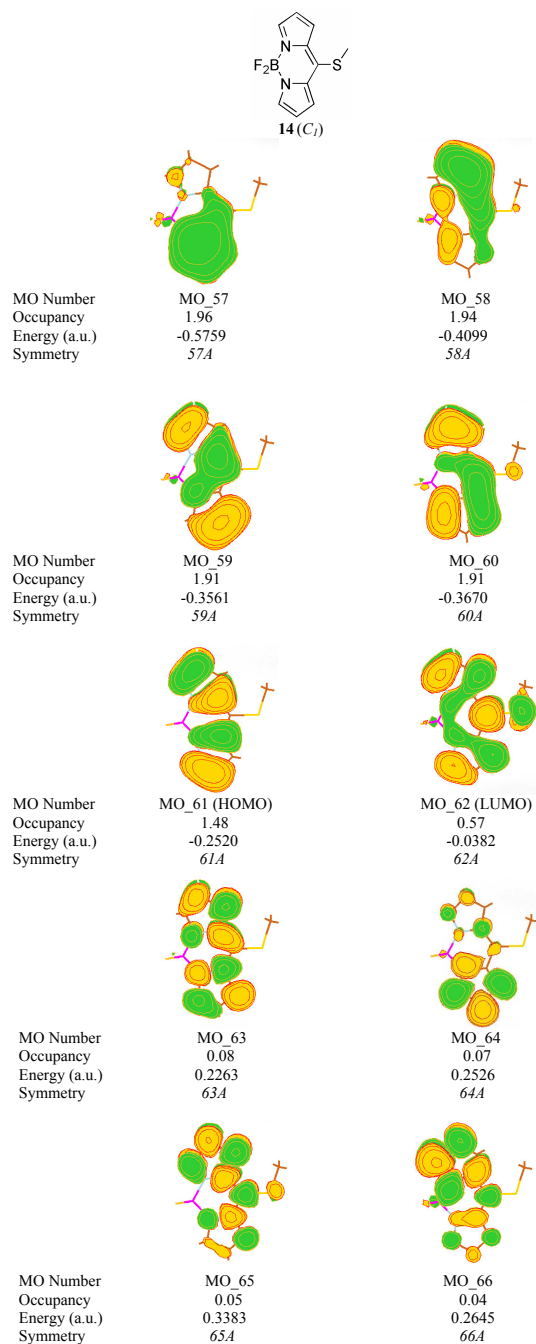 N
F2B
S
N
14 (C1)
MO Number MO_57 MO_58
Occupancy 1.96 1.94
Energy (a.u.) -0.5759 -0.4099
Symmetry 57A 58A
MO Number MO_59 MO_60
Occupancy 1.91 1.91
Energy (a.u.) -0.3561 -0.3670
Symmetry 59A 60A
MO Number MO_61 (HOMO) MO_62 (LUMO)
Occupancy 1.48 0.57
Energy (a.u.) -0.2520 -0.0382
Symmetry 61A 62A
MO Number MO_63 MO_64
Occupancy 0.08 0.07
Energy (a.u.) 0.2263 0.2526
Symmetry 63A 64A
MO Number MO_65 MO_66
Occupancy 0.05 0.04
Energy (a.u.) 0.3383 0.2645
Symmetry 65A 66A